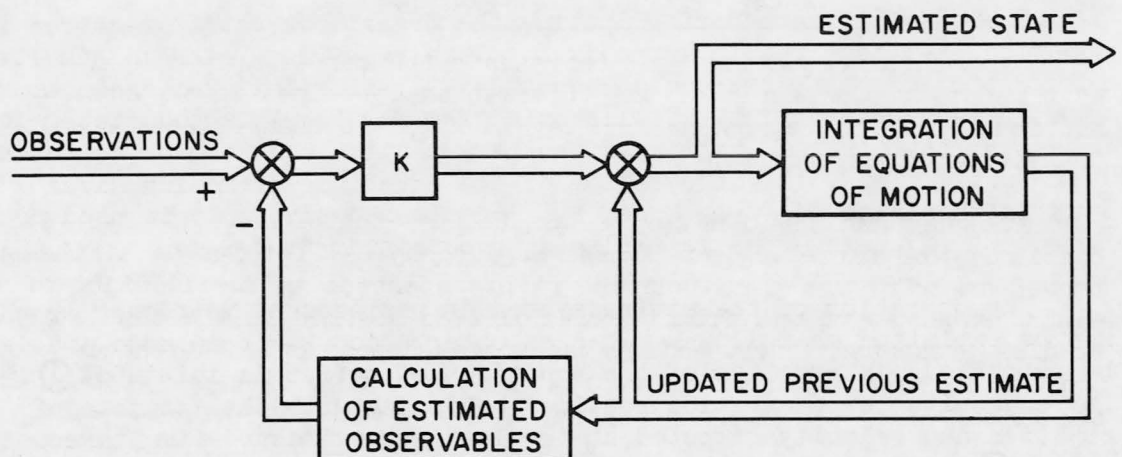 ESTIMATED STATE
OBSERVATIONS
+
K
INTEGRATION
OF EQUATIONS
OF MOTION
−
CALCULATION
OF ESTIMATED
OBSERVABLES
UPDATED PREVIOUS ESTIMATE